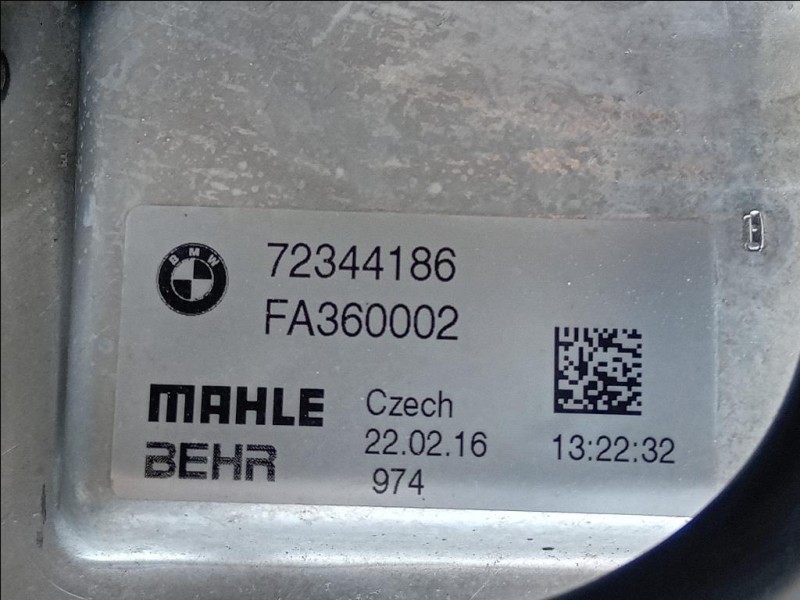 BMW
72344186
FA360002
MAHLE
BEHR
Czech
22.02.16
974
13:22:32